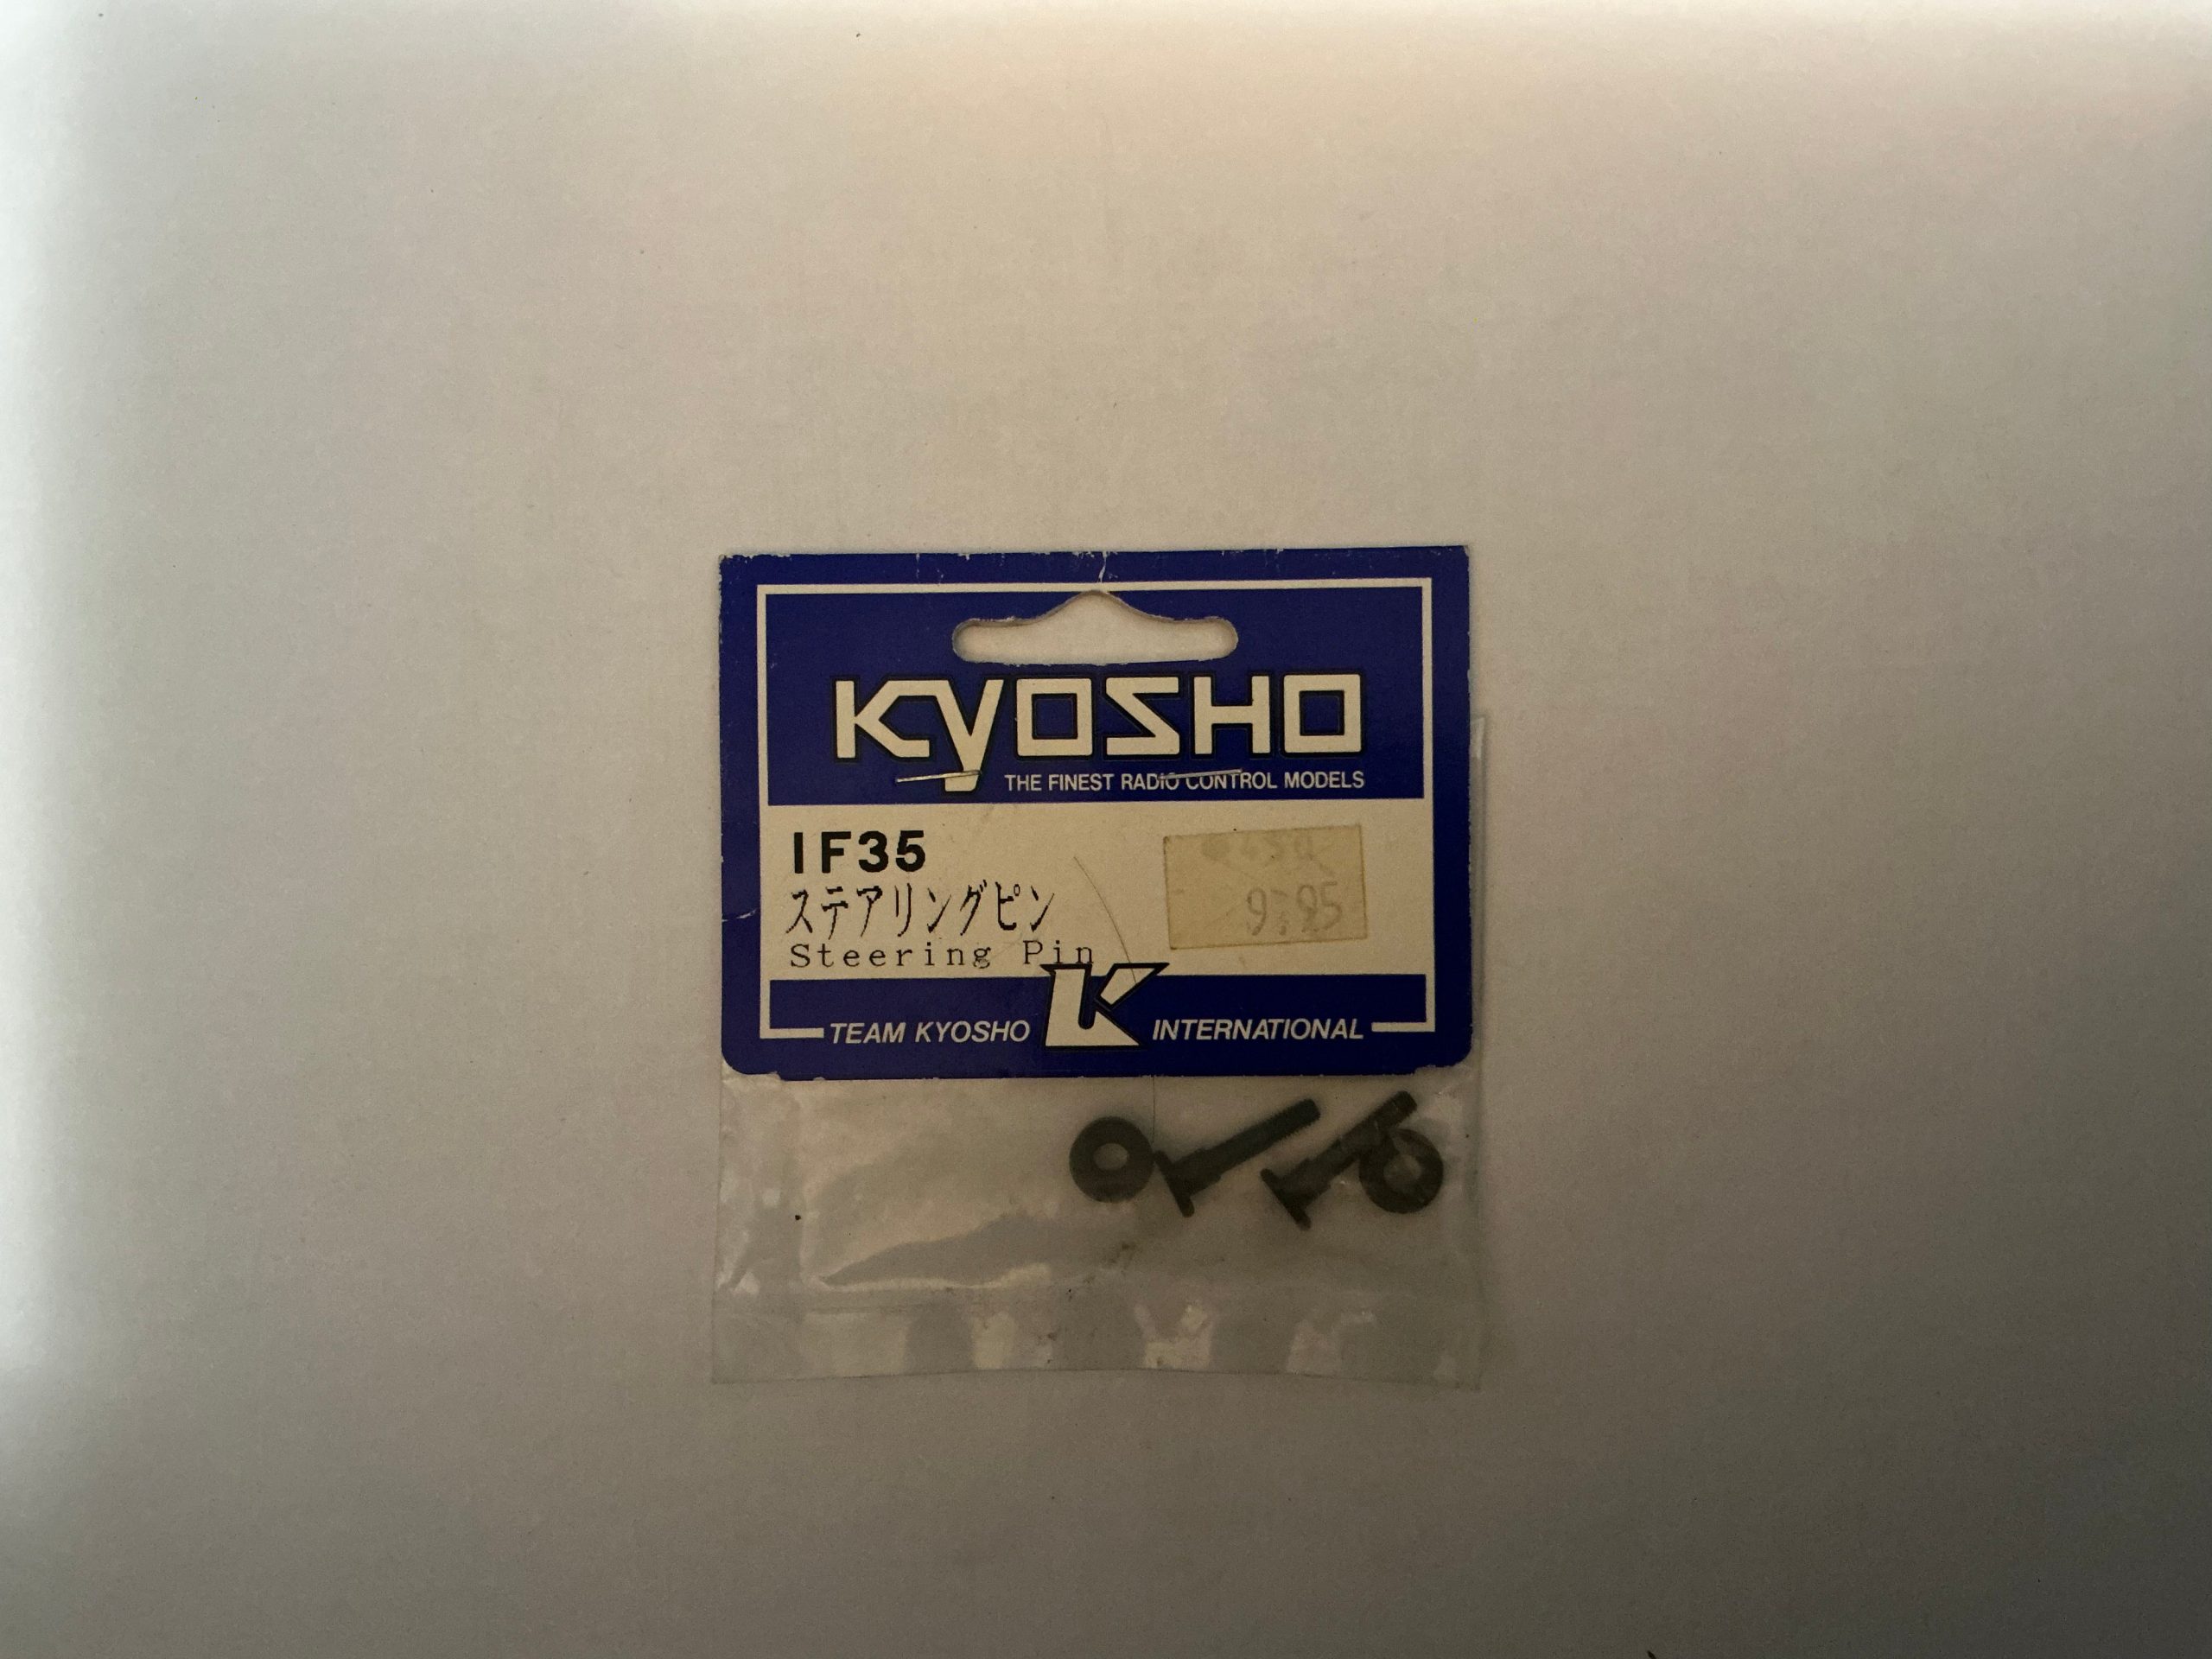 KYOSHO
THE FINEST RADIO CONTROL MODELS
IF35
ステアリングピン
Steering Pin
9.95
TEAM KYOSHO K INTERNATIONAL